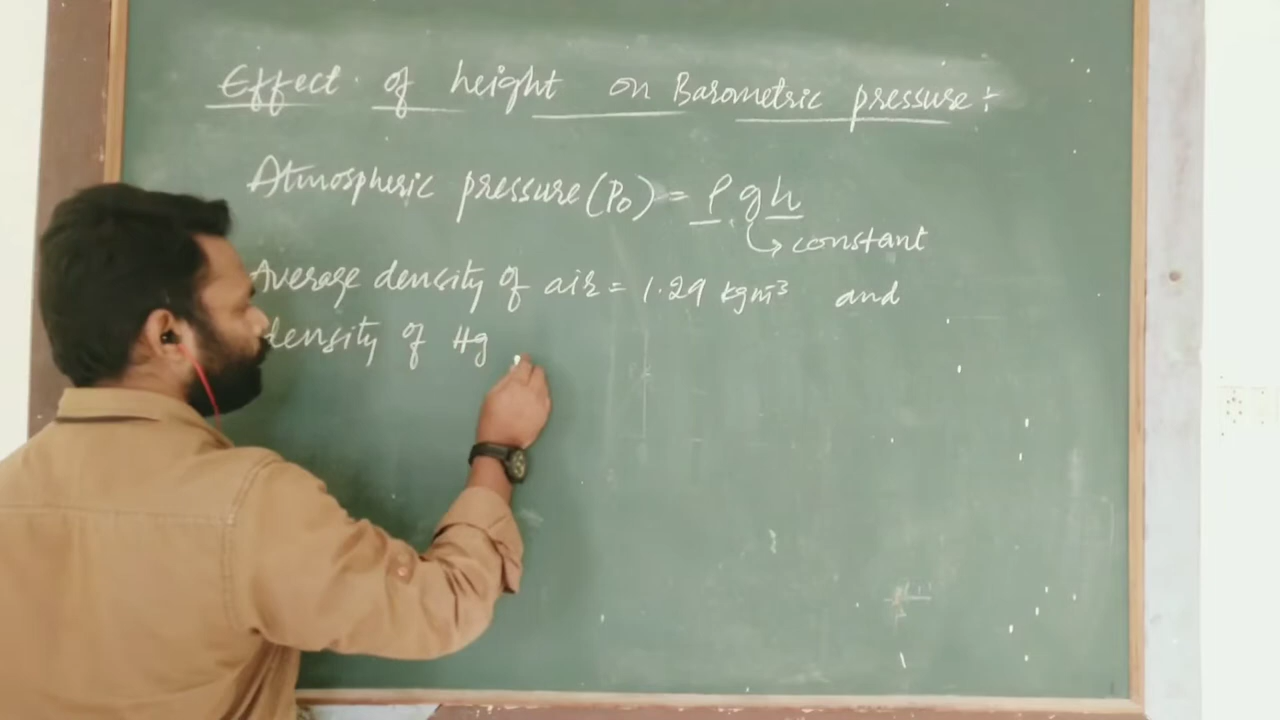 Effect of height on Barometric pressure:
Atmospheric pressure (P₀) = ρgh
↳ constant
Average density of air = 1.29 kgm⁻³ and
density of Hg